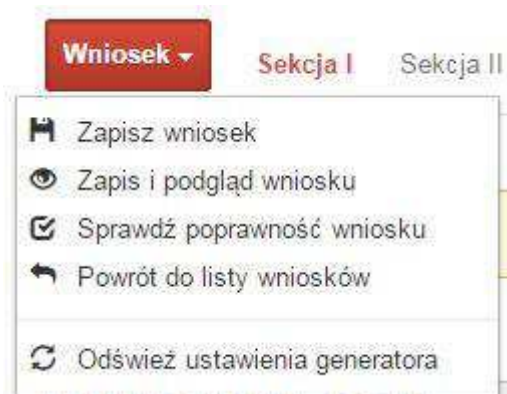 Wniosek Sekcja I Sekcja II
Zapisz wniosek
Zapis i podgląd wniosku
Sprawdź poprawność wniosku
Powrót do listy wniosków
Odśwież ustawienia generatora